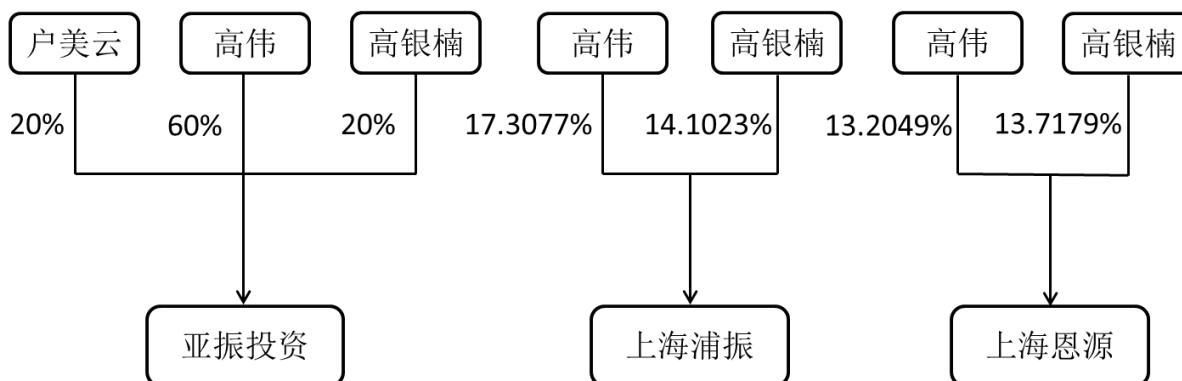 户美云 高伟 高银楠 高伟 高银楠 高伟 高银楠
20% 60% 20% 17.3077% 14.1023% 13.2049% 13.7179%
亚振投资 上海浦振 上海恩源